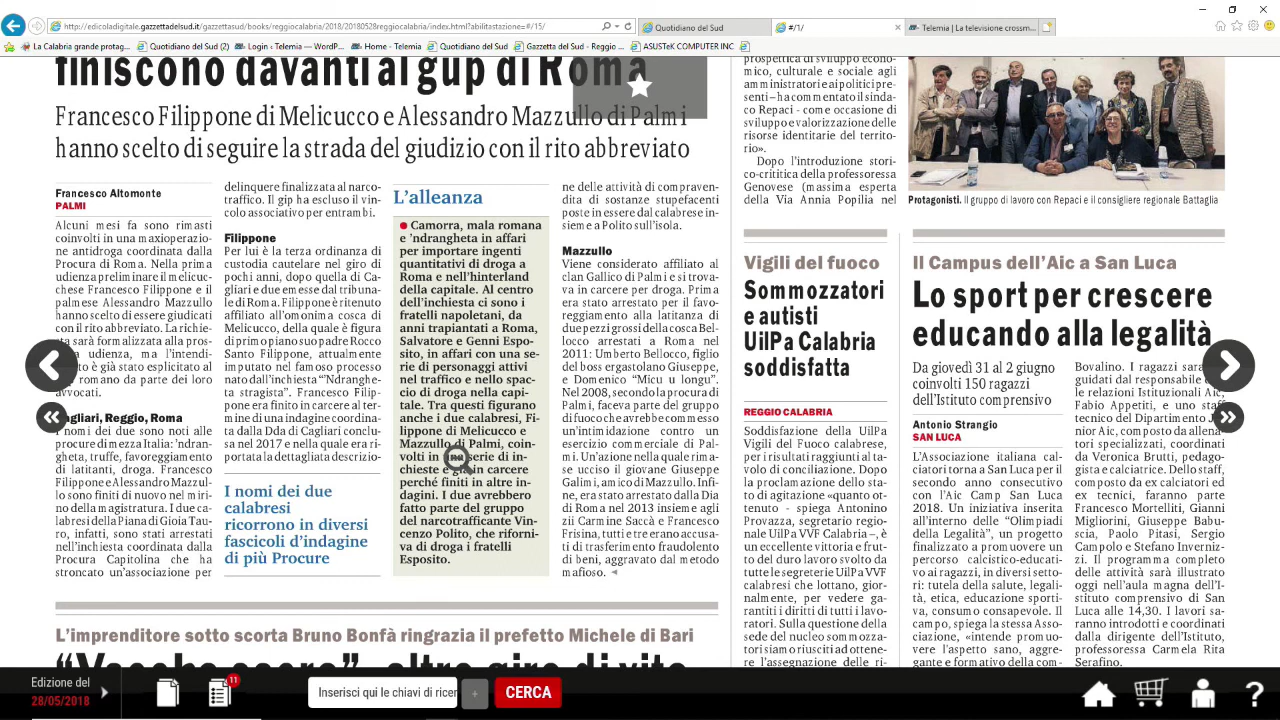 http://edicoladigitale.gazzettadelsud.it/gazzettasud/books/reggiocalabria/2018/20180528reggiocalabria/index.html?abilitastazione=#/15/
Quotidiano del Sud
#/1/
Telemia | La televisione crossm...
La Calabria grande protag...
Quotidiano del Sud (2)
Login ‹ Telemia — WordP...
Home - Telemia
Quotidiano del Sud
Gazzetta del Sud - Reggio ...
ASUSTeK COMPUTER INC
finiscono davanti al gup di Roma
Francesco Filippone di Melicucco e Alessandro Mazzullo di Palmi
hanno scelto di seguire la strada del giudizio con il rito abbreviato
Francesco Altomonte
PALMI
Alcuni mesi fa sono rimasti
coinvolti in una maxioperazio-
ne antidroga coordinata dalla
Procura di Roma. Nella prima
udienza preliminare il melicuc-
chese Francesco Filippone e il
palmese Alessandro Mazzullo
hanno scelto di essere giudicati
con il rito abbreviato. La richie-
sta sarà formalizzata alla pros-
udienza, ma l'intendi-
è già stato esplicitato al
romano da parte dei loro
avvocati.
Cagliari, Reggio, Roma
I nomi dei due sono noti alle
procure di mezza Italia: 'ndran-
gheta, truffe, favoreggiamento
di latitanti, droga. Francesco
Filippone e Alessandro Mazzul-
lo sono finiti di nuovo nel miri-
no della magistratura. I due ca-
labresi della Piana di Gioia Tau-
ro, infatti, sono stati arrestati
nell'inchiesta coordinata dalla
Procura Capitolina che ha
stroncato un'associazione per
delinquere finalizzata al narco-
traffico. Il gip ha escluso il vin-
colo associativo per entrambi.
Filippone
Per lui è la terza ordinanza di
custodia cautelare nel giro di
pochi anni, dopo quella di Ca-
gliari e due emesse dal tribuna-
le di Roma. Filippone è ritenuto
affiliato all'omonima cosca di
Melicucco, della quale è figura
di primo piano suo padre Rocco
Santo Filippone, attualmente
imputato nel famoso processo
nato dall'inchiesta “"Ndranghe-
ta stragista”. Francesco Filippo-
pone era finito in carcere al ter-
mine di una indagine coordina-
ta dalla Dda di Cagliari conclu-
sa nel 2017 e nella quale era ri-
portata la dettagliata descrizio-
I nomi dei due
calabresi
ricorrono in diversi
fascicoli d'indagine
di più Procure
L'alleanza
● Camorra, mala romana
e 'ndrangheta in affari
per importare ingenti
quantitativi di droga a
Roma e nell'hinterland
della capitale. Al centro
dell'inchiesta ci sono i
fratelli napoletani, da
anni trapiantati a Roma,
Salvatore e Genni Espo-
sito, in affari con una se-
rie di personaggi attivi
nel traffico e nello spac-
cio di droga nella capi-
tale. Tra questi figurano
anche i due calabresi, Fi-
lippone di Melicucco e
Mazzullo di Palmi, coin-
volti in una serie di in-
chieste e già in carcere
perché finiti in altre in-
dagini. I due avrebbero
fatto parte del gruppo
del narcotrafficante Vin-
cenzo Polito, che riforni-
va di droga i fratelli
Esposito.
ne delle attività di compraven-
dita di sostanze stupefacenti
poste in essere dal calabrese in-
sieme a Polito sull'isola.
Mazzullo
Viene considerato affiliato al
clan Gallico di Palmi e si trova-
va in carcere per droga. Prima
era stato arrestato per il favo-
reggiamento alla latitanza di
due pezzi grossi della cosca Bel-
locco arrestati a Roma nel
2011: Umberto Bellocco, figlio
del boss ergastolano Giuseppe,
e Domenico “Micu u longu”.
Nel 2008, secondo la procura di
Palmi, faceva parte del gruppo
di fuoco che avrebbe commesso
un'intimidazione contro un
esercizio commerciale di Pal-
mi. Un'azione nella quale rima-
se ucciso il giovane Giuseppe
Galimi, amico di Mazzullo. Infi-
ne, era stato arrestato dalla Dia
di Roma nel 2013 insieme agli
zii Carmine Saccà e Francesco
Frisina, tutti e tre erano accusa-
ti di trasferimento fraudolento
di beni, aggravato dal metodo
mafioso.
L'imprenditore sotto scorta Bruno Bonfà ringrazia il prefetto Michele di Bari
“Vacche sacre”, altro giro di vite
prospettica di sviluppo econo-
mico, culturale e sociale agli
amministratori e ai politici pre-
senti – ha commentato il sinda-
co Repaci - come occasione di
sviluppo e valorizzazione delle
risorse identitarie del territo-
rio».
Dopo l'introduzione stori-
co-crititica della professoressa
Genovese (massima esperta
della Via Annia Popilia nel
Protagonisti. Il gruppo di lavoro con Repaci e il consigliere regionale Battaglia
Vigili del fuoco
Sommozzatori
e autisti
UilPa Calabria
soddisfatta
REGGIO CALABRIA
Soddisfazione della UilPa
Vigili del Fuoco calabrese,
per i risultati raggiunti al ta-
volo di conciliazione. Dopo
la proclamazione dello stato
di agitazione «quanto ot-
tenuto - spiega Antonino
Provazza, segretario regio-
nale UilPa VVF Calabria –, è
un eccellente vittoria e frut-
to del duro lavoro svolto da
tutte le segreterie UilPa VVF
calabresi che lottano, gior-
nalmente, per vedere ga-
rantiti i diritti di tutti i lavo-
ratori. Sulla questione della
sede del nucleo sommozza-
tori siamo riusciti ad ottene-
re l'assegnazione delle ri-
Il Campus dell'Aic a San Luca
Lo sport per crescere
educando alla legalità
Da giovedì 31 al 2 giugno
coinvolti 150 ragazzi
dell'Istituto comprensivo
Antonio Strangio
SAN LUCA
L'Associazione italiana cal-
ciatori torna a San Luca per il
secondo anno consecutivo
con l'Aic Camp San Luca
2018. Un iniziativa inserita
all'interno delle “Olimpiadi
della Legalità”, un progetto
finalizzato a promuovere un
percorso calcistico-educati-
vo ai ragazzi, in diversi setto-
ri: tutela della salute, legali-
tà, etica, educazione sporti-
va, consumo consapevole. Il
campo, spiega la stessa Asso-
ciazione, «intende promuo-
vere l'aspetto sano, aggre-
gante e formativo della com-
Bovalino. I ragazzi saranno
guidati dal responsabile del-
le relazioni Istituzionali Aic,
Fabio Appetiti, e uno staff
tecnico del Dipartimento Ju-
nior Aic, composto da allena-
tori specializzati, coordinati
da Veronica Brutti, pedago-
gista e calciatrice. Dello staff,
composto da ex calciatori ed
ex tecnici, faranno parte
Francesco Mortelliti, Gianni
Migliorini, Giuseppe Babu-
scia, Paolo Pitasi, Sergio
Campolo e Stefano Inverniz-
zi. Il programma completo
delle attività sarà illustrato
oggi nell'aula magna dell'I-
stituto comprensivo di San
Luca alle 14,30. I lavori sa-
ranno introdotti e coordinati
dalla dirigente dell'Istituto,
professoressa Carmela Rita
Serafino.
Edizione del
28/05/2018
11
Inserisci qui le chiavi di ricer
+
CERCA
?